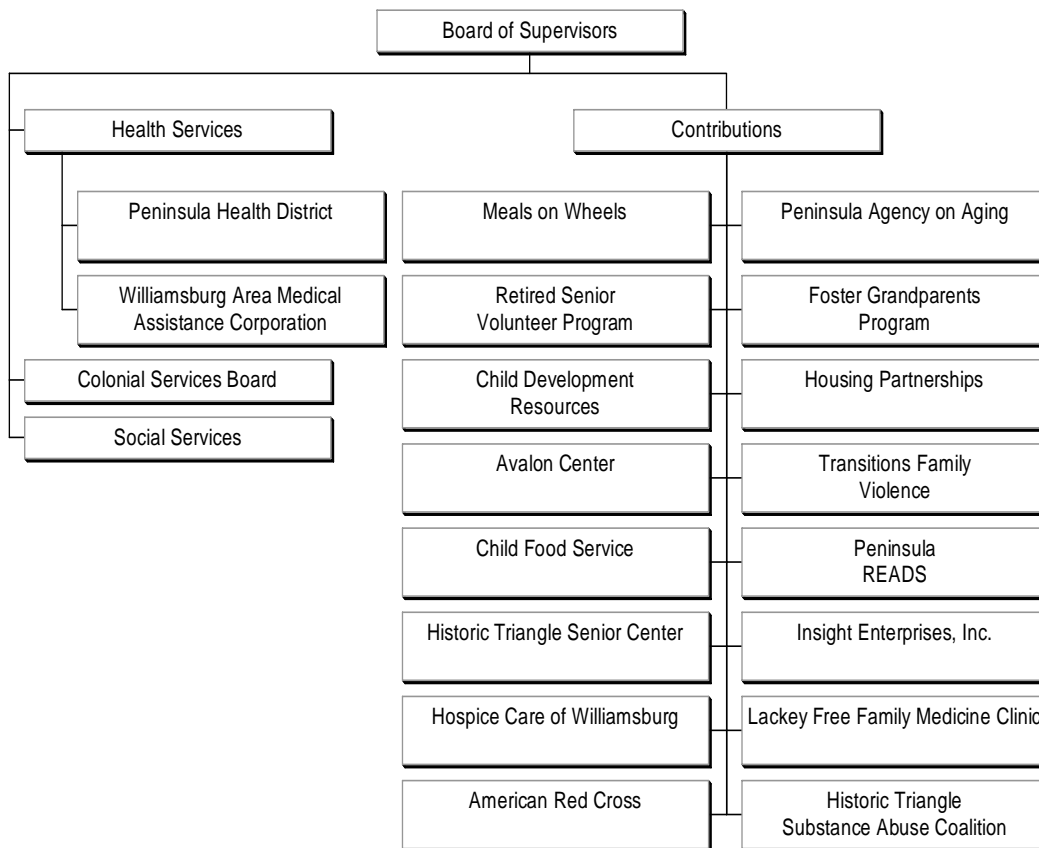 Board of Supervisors
Health Services
Contributions
Peninsula Health District
Meals on Wheels
Peninsula Agency on Aging
Williamsburg Area Medical
Assistance Corporation
Retired Senior
Volunteer Program
Foster Grandparents
Program
Colonial Services Board
Child Development
Resources
Housing Partnerships
Social Services
Avalon Center
Transitions Family
Violence
Child Food Service
Peninsula
READS
Historic Triangle Senior Center
Insight Enterprises, Inc.
Hospice Care of Williamsburg
Lackey Free Family Medicine Clinic
American Red Cross
Historic Triangle
Substance Abuse Coalition